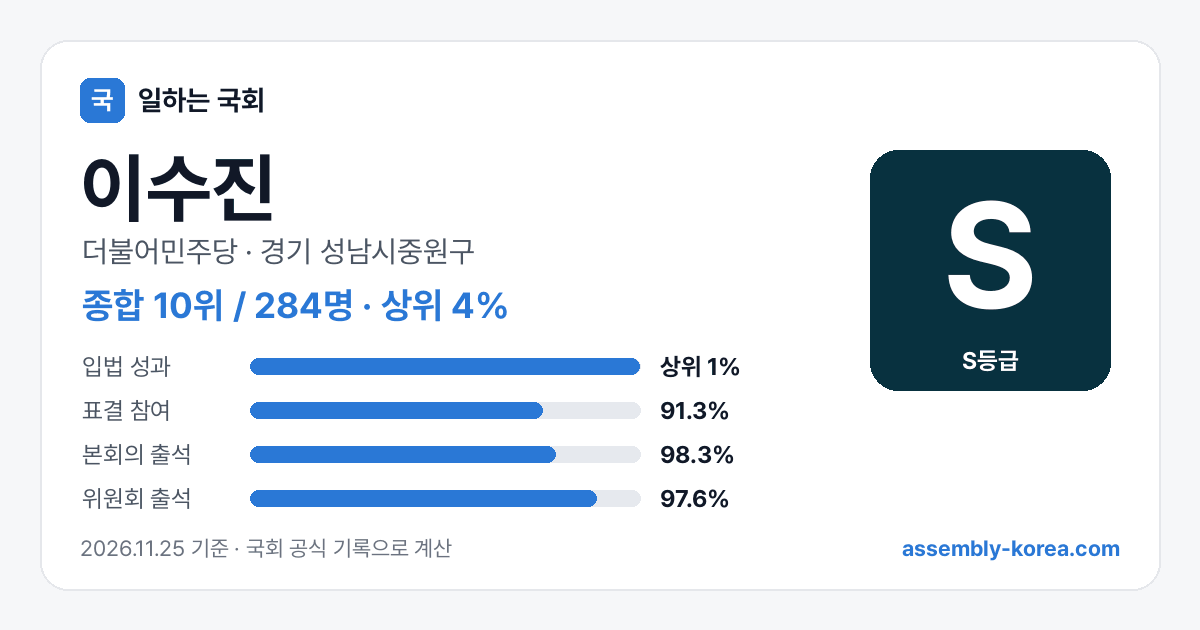 국 일하는 국회
이수진
더불어민주당 · 경기 성남시중원구
종합 10위 / 284명 · 상위 4%
입법 성과 상위 1%
표결 참여 91.3%
본회의 출석 98.3%
위원회 출석 97.6%
S
S등급
2026.11.25 기준 · 국회 공식 기록으로 계산
assembly-korea.com